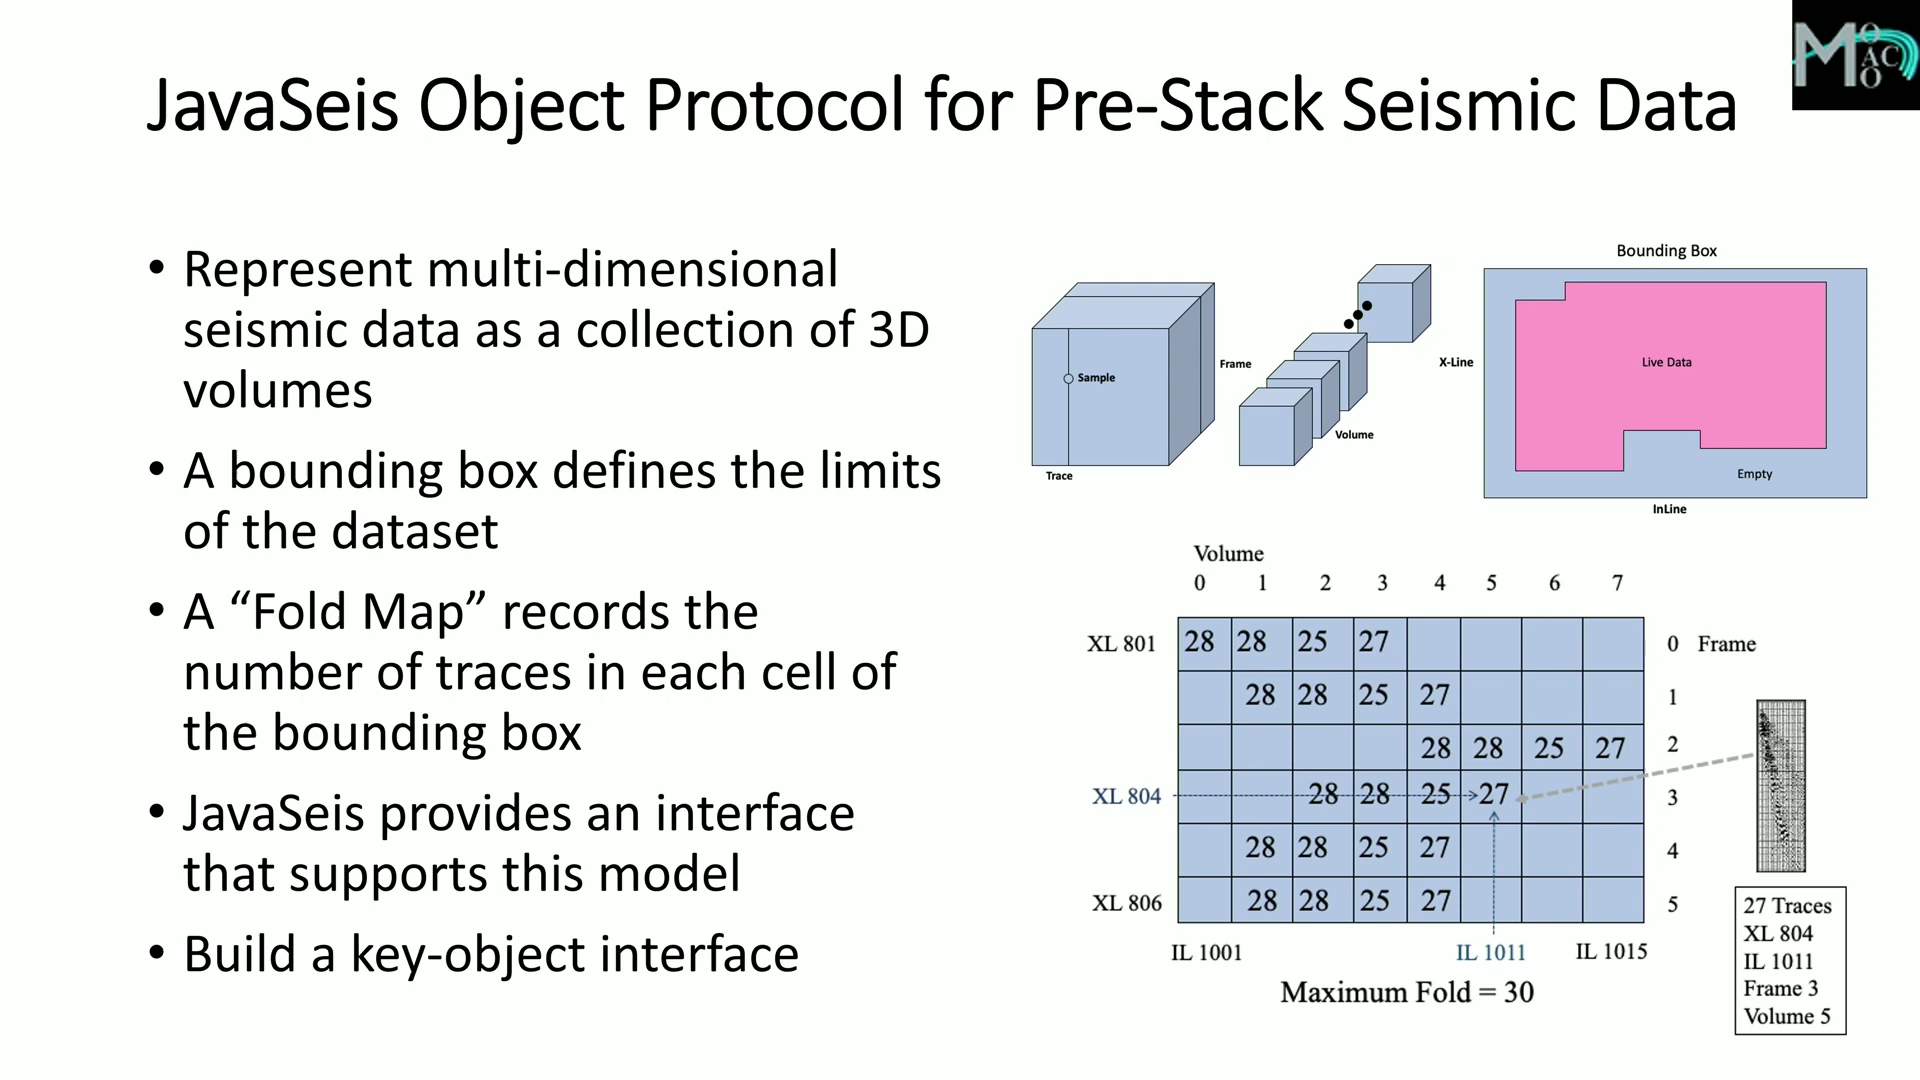 JavaSeis Object Protocol for Pre-Stack Seismic Data
MOACO
• Represent multi-dimensional
seismic data as a collection of 3D
volumes
• A bounding box defines the limits
of the dataset
• A “Fold Map” records the
number of traces in each cell of
the bounding box
• JavaSeis provides an interface
that supports this model
• Build a key-object interface
Sample
Trace
Frame
Volume
Bounding Box
X-Line
Live Data
Empty
InLine
Volume
0 1 2 3 4 5 6 7
XL 801 28 28 25 27 0 Frame
28 28 25 27 1
28 28 25 27 2
XL 804 28 28 25 27 3
28 28 25 27 4
XL 806 28 28 25 27 5
IL 1001 IL 1011 IL 1015
Maximum Fold = 30
27 Traces
XL 804
IL 1011
Frame 3
Volume 5